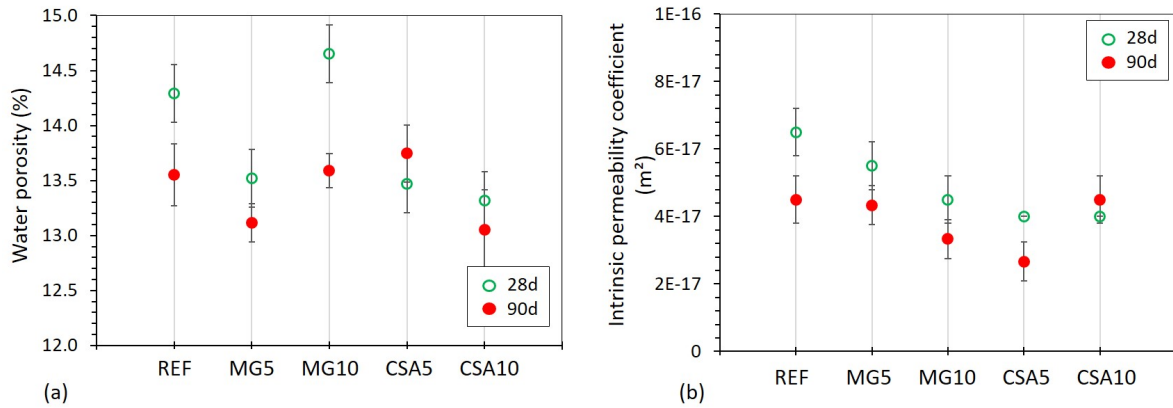 15.0
14.5
14.0
13.5
13.0
12.5
12.0
Water porosity (%)
28d
90d
REF MG5 MG10 CSA5 CSA10
(a)
1E-16
8E-17
6E-17
4E-17
2E-17
0
Intrinsic permeability coefficient
(m²)
28d
90d
REF MG5 MG10 CSA5 CSA10
(b)